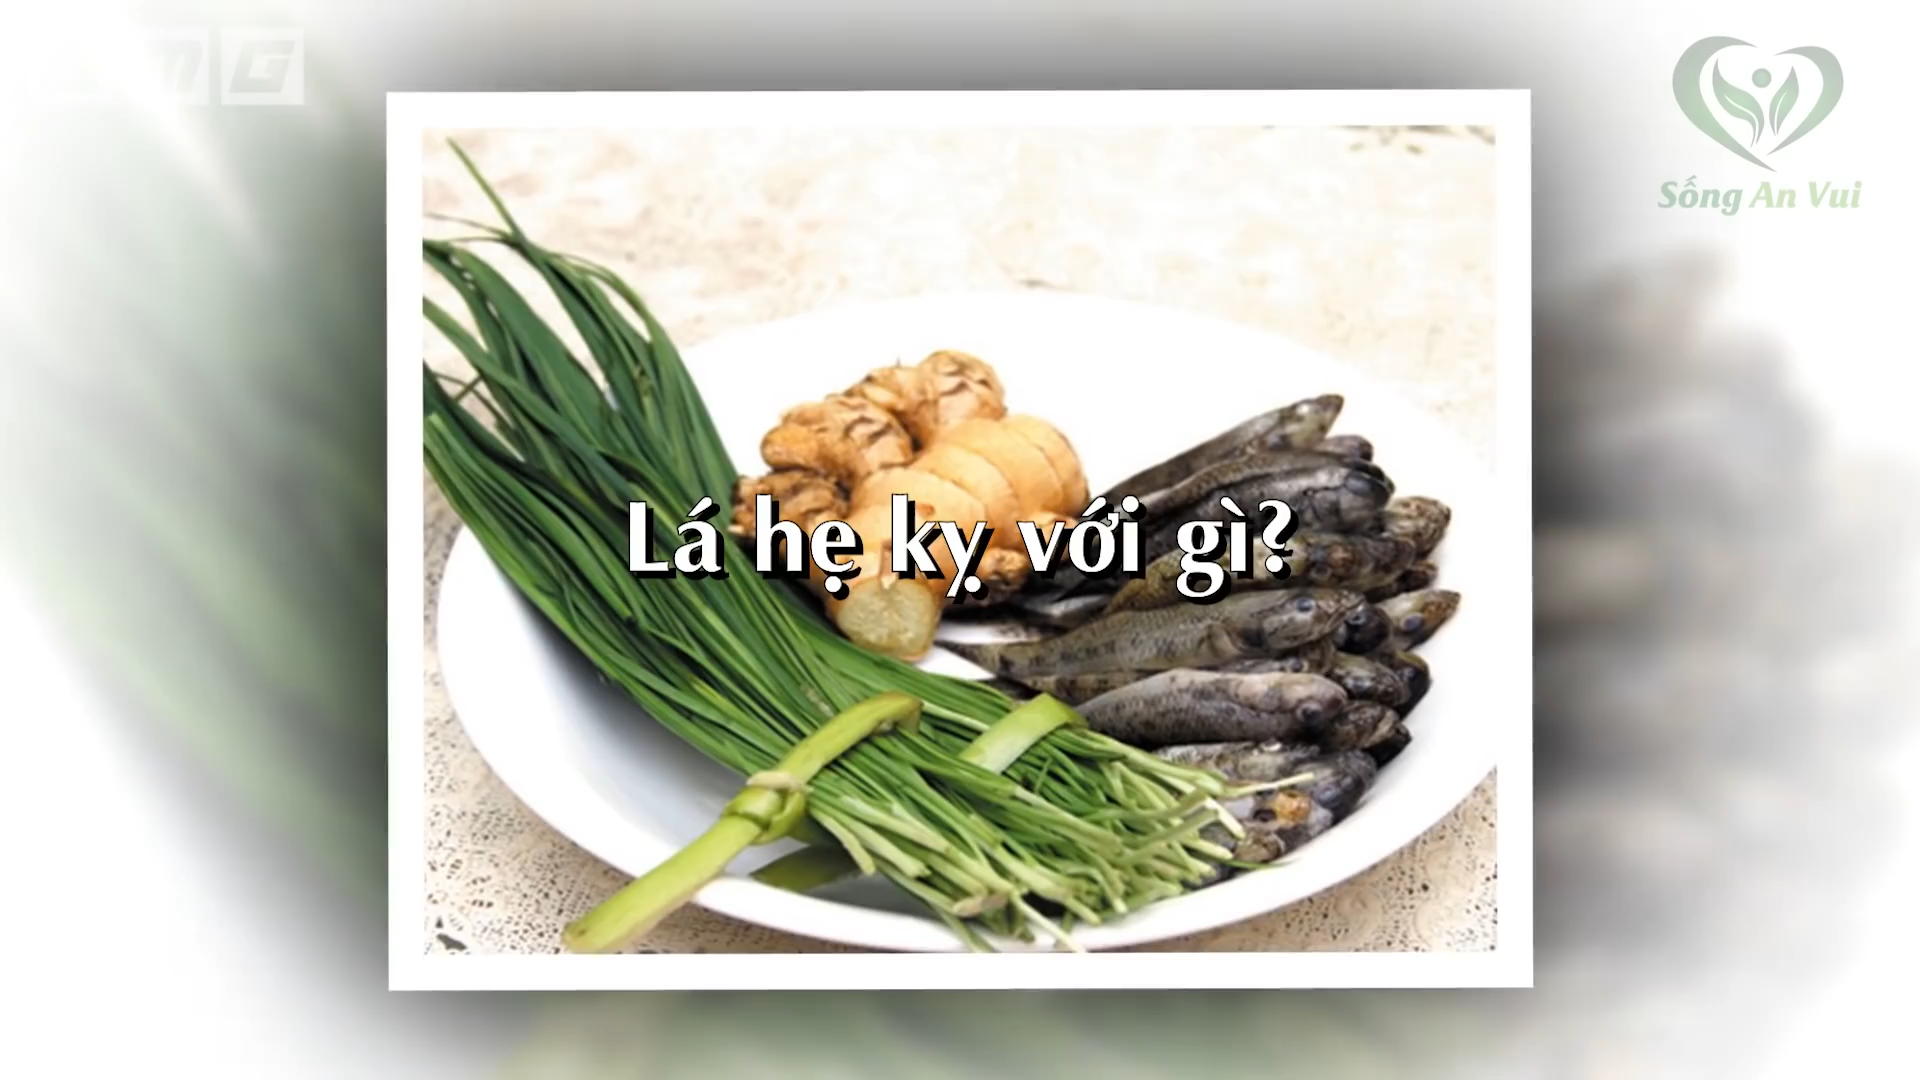 Sống An Vui
Lá hẹ kỵ với gì?